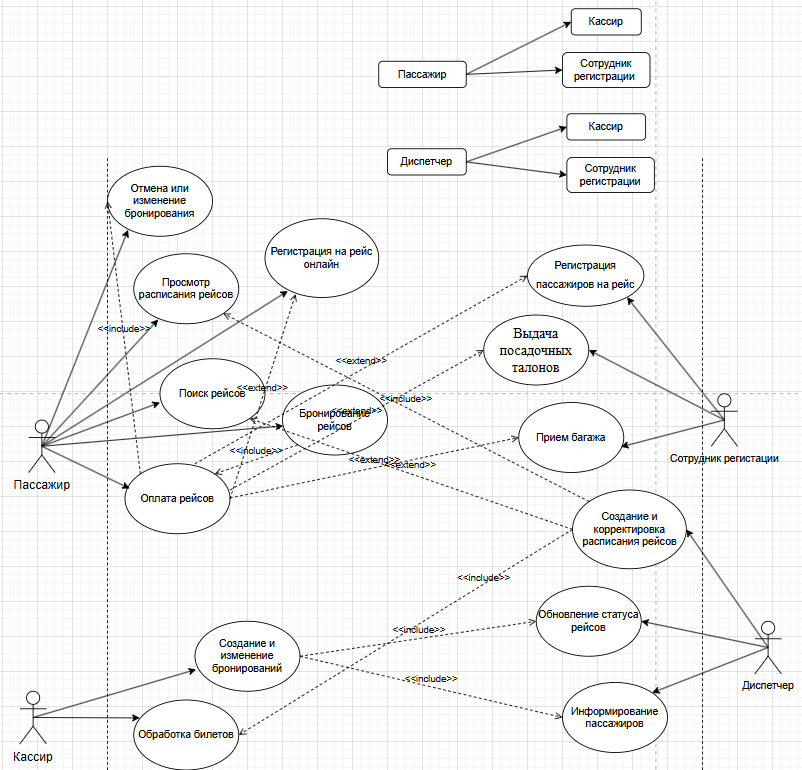 Кассир
Пассажир
Сотрудник
регистрации
Кассир
Диспетчер
Сотрудник
регистрации
Отмена или
изменение
бронирования
Регистрация на рейс
онлайн
Регистрация
пассажиров на рейс
Просмотр
расписания рейсов
<<include>>
Выдача
посадочных
талонов
<<extend>>
Поиск рейсов
<<extend>>
<<include>>
Бронирование
рейсов
<<extend>>
Прием багажа
<<include>>
<<extend>>
<<extend>>
Сотрудник регистации
Пассажир
Оплата рейсов
Создание и
корректировка
расписания рейсов
<<include>>
Обновление статуса
рейсов
<<include>>
Создание и
изменение
бронирований
<<include>>
Диспетчер
Информирование
пассажиров
Обработка билетов
Кассир